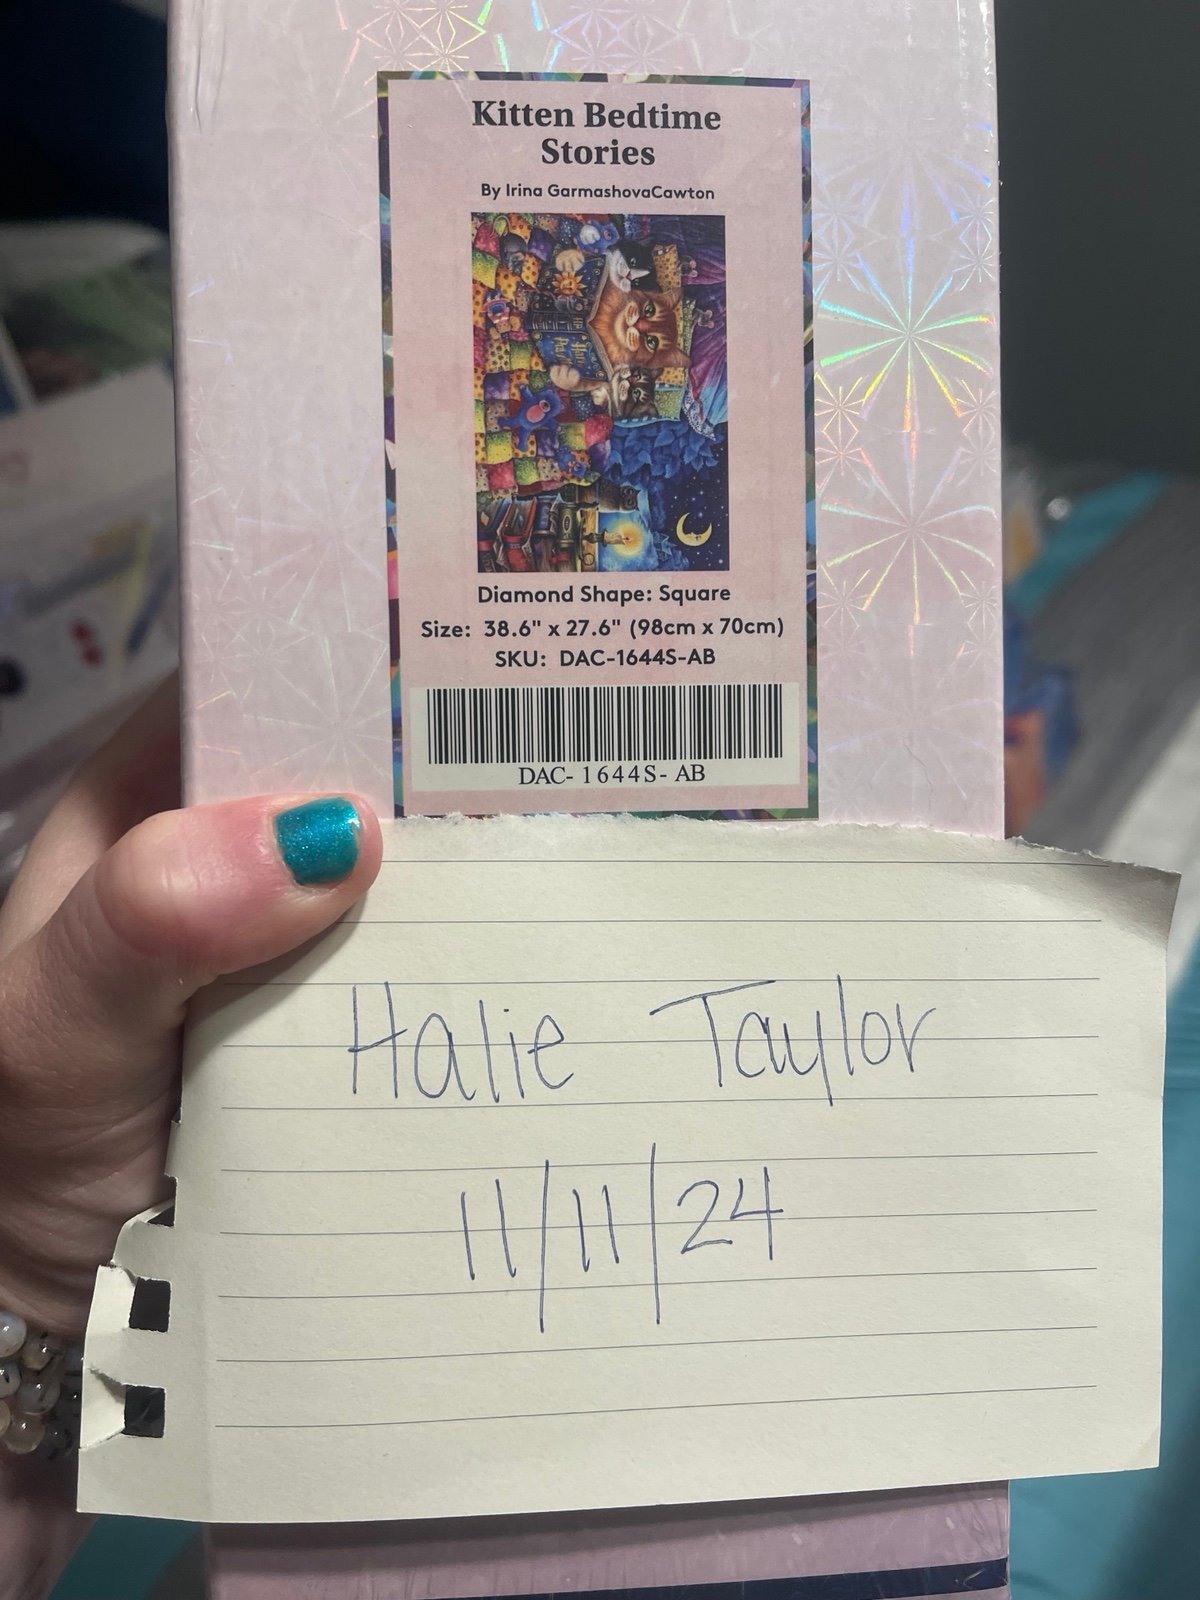 Kitten Bedtime
Stories
By Irina GarmashovaCawton
Diamond Shape: Square
Size: 38.6" x 27.6" (98cm x 70cm)
SKU: DAC-1644S-AB
DAC- 1644S- AB
Halie Taylor
11/11/24